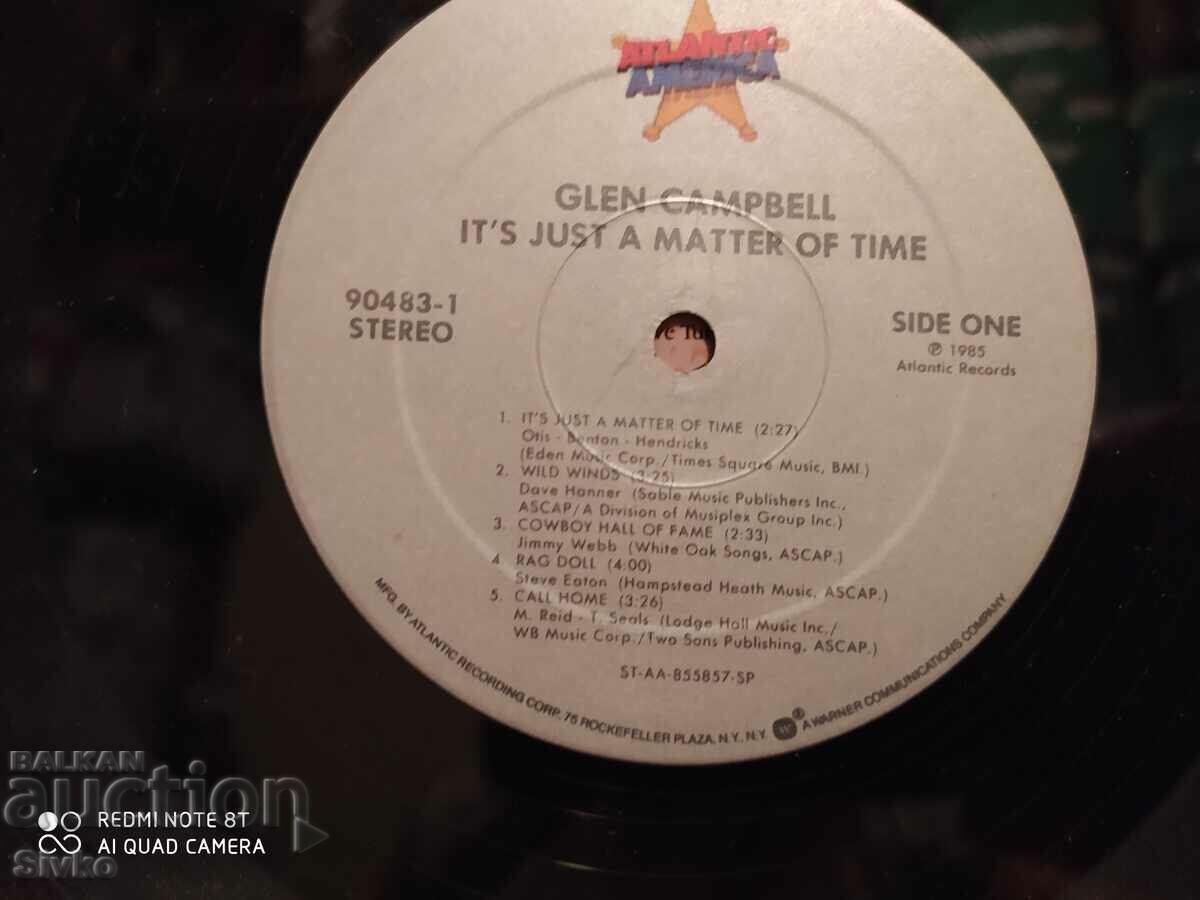 ATLANTIC
AMERICA
GLEN CAMPBELL
IT'S JUST A MATTER OF TIME
90483-1
STEREO
SIDE ONE
℗ 1985
Atlantic Records
1. IT'S JUST A MATTER OF TIME (2:27)
Otis - Benton - Hendricks
(Eden Music Corp./Times Square Music, BMI.)
2. WILD WINDS (3:25)
Dave Hanner (Sable Music Publishers Inc.,
ASCAP/A Division of Musiplex Group Inc.)
3. COWBOY HALL OF FAME (2:33)
Jimmy Webb (White Oak Songs, ASCAP.)
4. RAG DOLL (4:00)
Steve Eaton (Hampstead Heath Music, ASCAP.)
5. CALL HOME (3:26)
M. Reid - T. Seals (Lodge Hall Music Inc./
WB Music Corp./Two Sons Publishing, ASCAP.)
ST-AA-855857-SP
MFG. BY ATLANTIC RECORDING CORP. 75 ROCKEFELLER PLAZA, N.Y., N.Y. ℗ A WARNER COMMUNICATIONS COMPANY
BALKAN
auction
REDMI NOTE 8T
AI QUAD CAMERA
Sivko